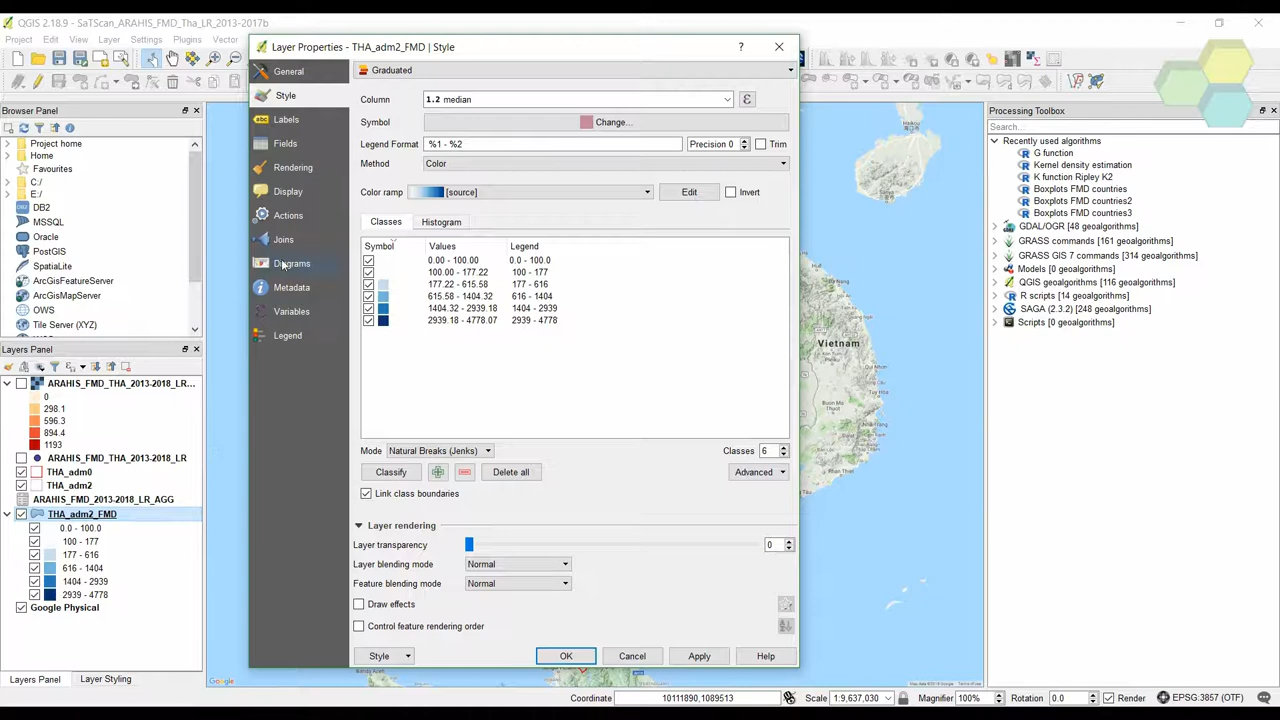 QGIS 2.18.9 - SaTScan_ARAHIS_FMD_Tha_LR_2013-2017b
Project Edit View Layer Settings Plugins Vector
Layer Properties - THA_adm2_FMD | Style
?
General
Style
Labels
Fields
Rendering
Display
Actions
Joins
Diagrams
Metadata
Variables
Legend
Graduated
Column 1.2 median ε
Symbol Change...
Legend Format %1 - %2 Precision 0 Trim
Method Color
Color ramp [source] Edit Invert
Classes Histogram
Symbol Values Legend
0.00 - 100.00 0.0 - 100.0
100.00 - 177.22 100 - 177
177.22 - 615.58 177 - 616
615.58 - 1404.32 616 - 1404
1404.32 - 2939.18 1404 - 2939
2939.18 - 4778.07 2939 - 4778
Mode Natural Breaks (Jenks) Classes 6
Classify Delete all Advanced
Link class boundaries
Layer rendering
Layer transparency 0
Layer blending mode Normal
Feature blending mode Normal
Draw effects
Control feature rendering order
Style OK Cancel Apply Help
Browser Panel
Project home
Home
Favourites
C:/
E:/
DB2
MSSQL
Oracle
PostGIS
SpatiaLite
ArcGisFeatureServer
ArcGisMapServer
OWS
Tile Server (XYZ)
Layers Panel
ARAHIS_FMD_THA_2013-2018_LR...
0
298.1
596.3
894.4
1193
ARAHIS_FMD_THA_2013-2018_LR
THA_adm0
THA_adm2
ARAHIS_FMD_2013-2018_LR_AGG
THA_adm2_FMD
0.0 - 100.0
100 - 177
177 - 616
616 - 1404
1404 - 2939
2939 - 4778
Google Physical
Layers Panel Layer Styling
Google
Haikou
Vietnam
Buon Ma Thuot
Da Lat
Processing Toolbox
Search...
Recently used algorithms
G function
Kernel density estimation
K function Ripley K2
Boxplots FMD countries
Boxplots FMD countries2
Boxplots FMD countries3
GDAL/OGR [48 geoalgorithms]
GRASS commands [161 geoalgorithms]
GRASS GIS 7 commands [314 geoalgorithms]
Models [0 geoalgorithms]
QGIS geoalgorithms [116 geoalgorithms]
R scripts [14 geoalgorithms]
SAGA (2.3.2) [248 geoalgorithms]
Scripts [0 geoalgorithms]
Coordinate 10111890,1089513 Scale 1:9,637,030 Magnifier 100% Rotation 0.0 Render EPSG:3857 (OTF)